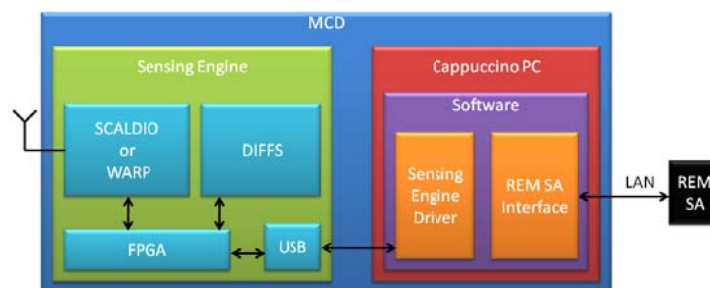 MCD
Sensing Engine
Cappuccino PC
Software
SCALDIO
or
WARP
DIFFS
Sensing
Engine
Driver
REM SA
Interface
LAN
REM
SA
FPGA
USB